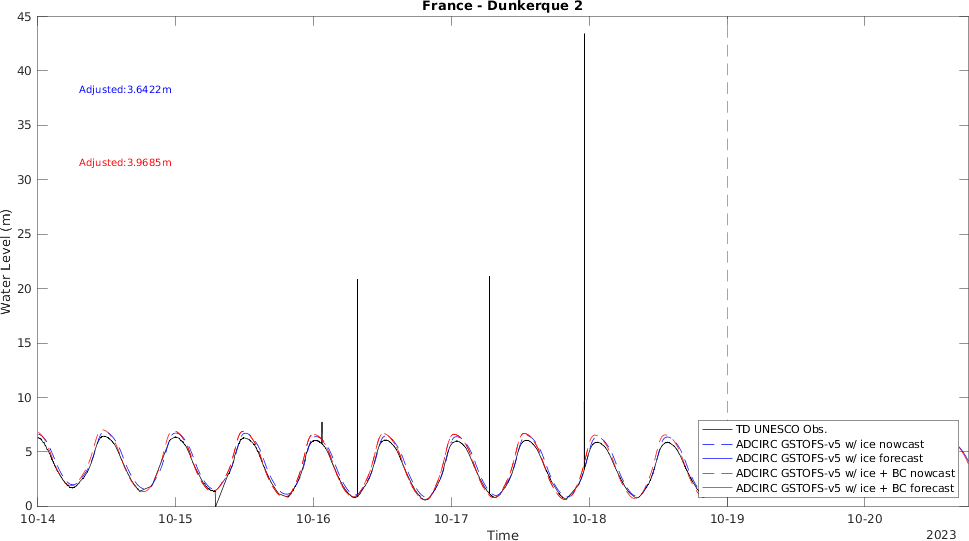 France - Dunkerque 2
45
40
35
30
25
20
15
10
5
0
Water Level (m)
Adjusted:3.6422m
Adjusted:3.9685m
TD UNESCO Obs.
ADCIRC GSTOFS-v5 w/ ice nowcast
ADCIRC GSTOFS-v5 w/ ice forecast
ADCIRC GSTOFS-v5 w/ ice + BC nowcast
ADCIRC GSTOFS-v5 w/ ice + BC forecast
10-14 10-15 10-16 10-17 10-18 10-19 10-20
Time
2023